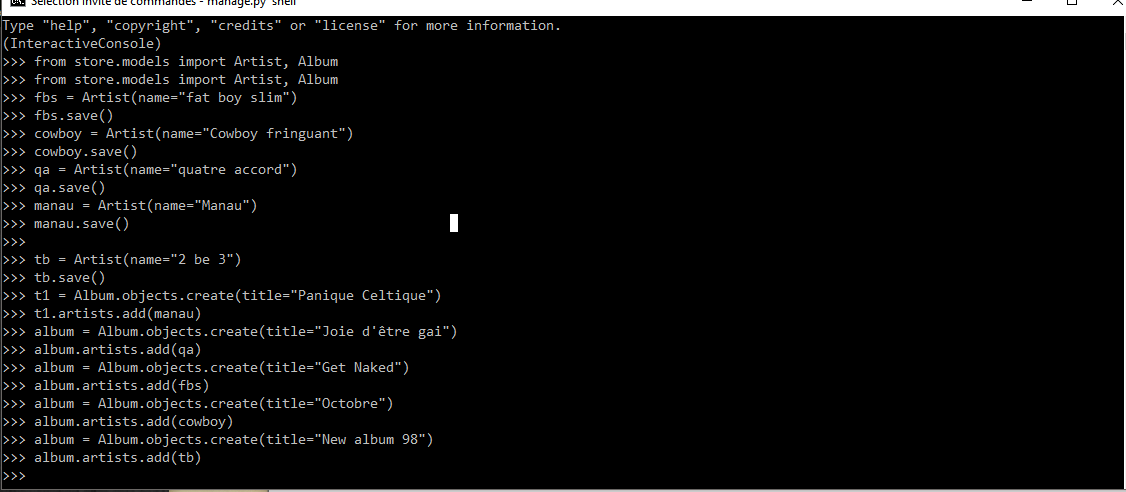 Sélection Invite de commandes - manage.py shell
Type "help", "copyright", "credits" or "license" for more information.
(InteractiveConsole)
>>> from store.models import Artist, Album
>>> from store.models import Artist, Album
>>> fbs = Artist(name="fat boy slim")
>>> fbs.save()
>>> cowboy = Artist(name="Cowboy fringuant")
>>> cowboy.save()
>>> qa = Artist(name="quatre accord")
>>> qa.save()
>>> manau = Artist(name="Manau")
>>> manau.save()
>>>
>>> tb = Artist(name="2 be 3")
>>> tb.save()
>>> t1 = Album.objects.create(title="Panique Celtique")
>>> t1.artists.add(manau)
>>> album = Album.objects.create(title="Joie d'être gai")
>>> album.artists.add(qa)
>>> album = Album.objects.create(title="Get Naked")
>>> album.artists.add(fbs)
>>> album = Album.objects.create(title="Octobre")
>>> album.artists.add(cowboy)
>>> album = Album.objects.create(title="New album 98")
>>> album.artists.add(tb)
>>>